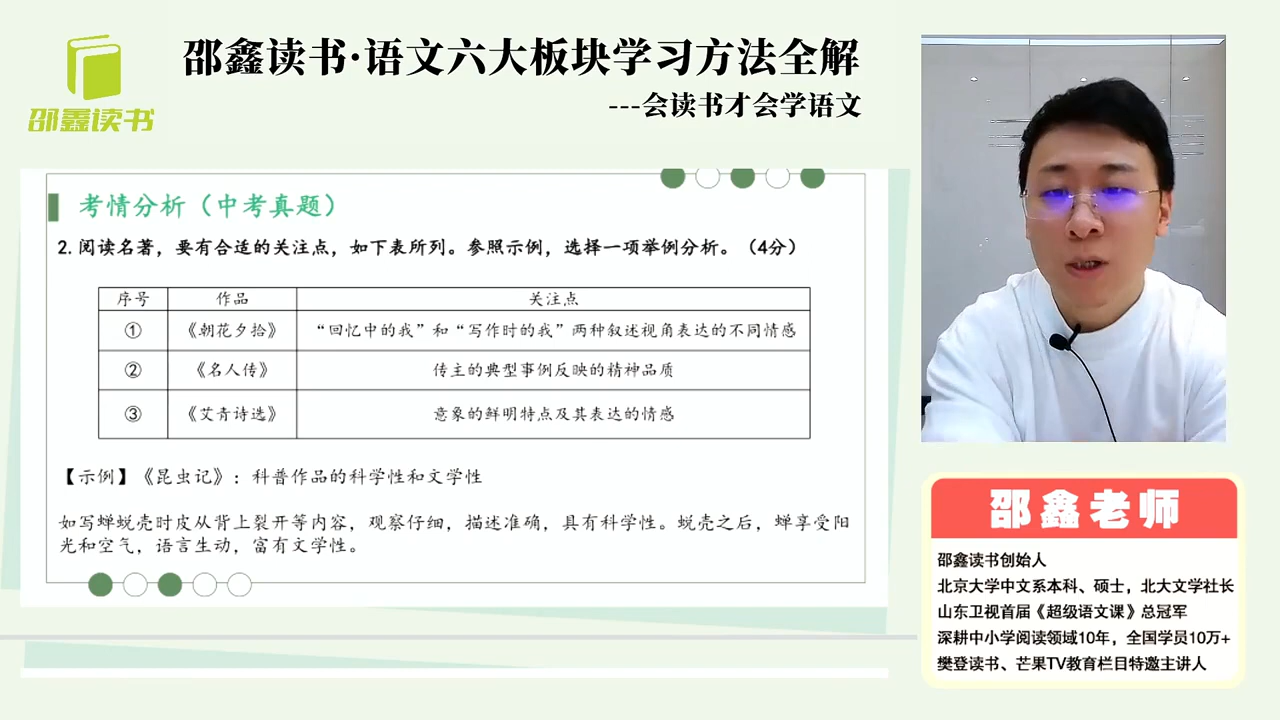 邵鑫读书·语文六大板块学习方法全解
---会读书才会学语文
邵鑫读书
考情分析（中考真题）
2. 阅读名著，要有合适的关注点，如下表所列。参照示例，选择一项举例分析。（4分）
序号 作品 关注点
① 《朝花夕拾》 “回忆中的我”和“写作时的我”两种叙述视角表达的不同情感
② 《名人传》 传主的典型事例反映的精神品质
③ 《艾青诗选》 意象的鲜明特点及其表达的情感
【示例】《昆虫记》：科普作品的科学性和文学性
如写蝉蜕壳时皮从背上裂开等内容，观察仔细，描述准确，具有科学性。蜕壳之后，蝉享受阳
光和空气，语言生动，富有文学性。
邵鑫老师
邵鑫读书创始人
北京大学中文系本科、硕士，北大文学社长
山东卫视首届《超级语文课》总冠军
深耕中小学阅读领域10年，全国学员10万+
樊登读书、芒果TV教育栏目特邀主讲人